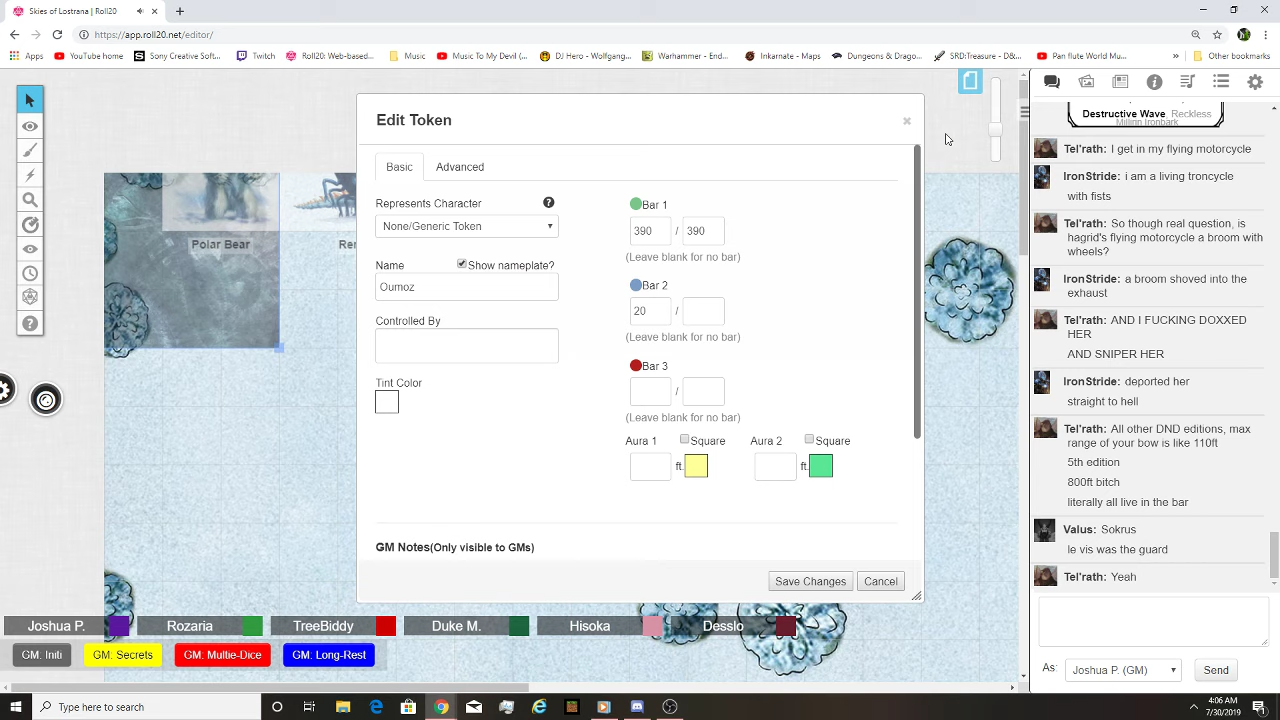 Skies of Lore | Roll20
https://app.roll20.net/editor/
Apps
YouTube home
Sony Creative Soft...
Twitch
Roll20: Web-based...
Music
Music To My Devil (...
DJ Hero - Wolfgeng...
Warhammer - End...
Inkarnate - Maps
Dungeons & Drago...
SRD:Treasure - D&...
Pan flute World Mu...
»
Other bookmarks
Edit Token
×
Basic
Advanced
Represents Character
None/Generic Token
Name
Show nameplate?
Oumoz
Controlled By
Tint Color
Bar 1
390 / 390
(Leave blank for no bar)
Bar 2
20 /
(Leave blank for no bar)
Bar 3
/
(Leave blank for no bar)
Aura 1
Square
Aura 2
Square
ft.
ft.
GM Notes(Only visible to GMs)
Save Changes
Cancel
Polar Bear
Rer
Destructive Wave Reckless
Millirin Ironbark
Tel'rath: I get in my flying motorcycle
IronStride: i am a living troncycle
with fists
Tel'rath: So though real question, is
hagrid's flying motorcycle a broom with
wheels?
IronStride: a broom shoved into the
exhaust
Tel'rath: AND I FUCKING DOXXED
HER
AND SNIPER HER
IronStride: deported her
straight to hell
Tel'rath: All other DND editions, max
range of your bow is like 110ft
5th edition
800ft bitch
literally all live in the bar
Valus: Sokrus
le vis was the guard
Tel'rath: Yeah
As:
Joshua P. (GM)
Send
Joshua P.
Rozaria
TreeBiddy
Duke M.
Hisoka
Desslo
GM: Initi
GM: Secrets
GM: Multie-Dice
GM: Long-Rest
Type here to search
4:06 AM
7/30/2019